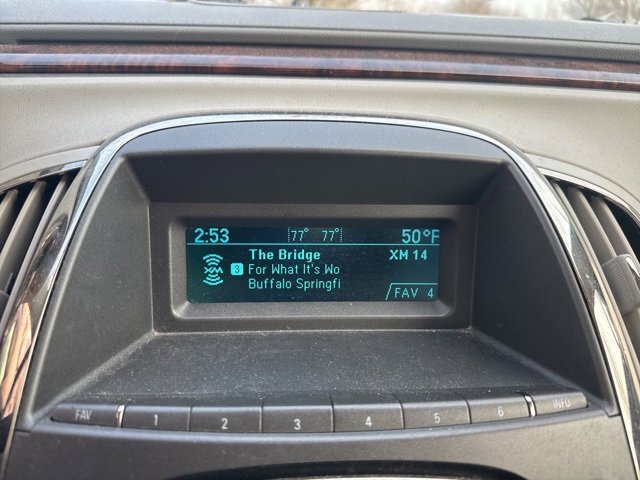 2:53 77° 77° 50°F
The Bridge XM 14
XM 3 For What It's Wo
Buffalo Springfi
FAV 4
FAV 1 2 3 4 5 6 INFO